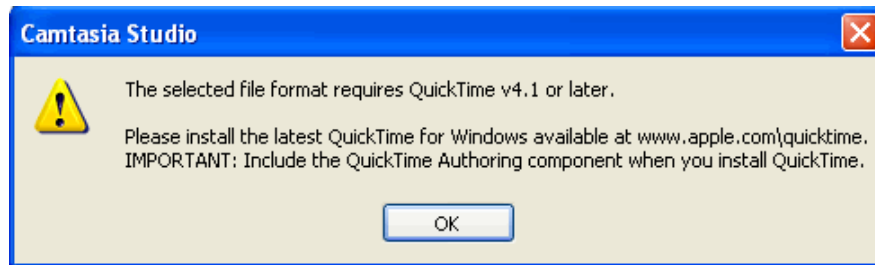 Camtasia Studio
The selected file format requires QuickTime v4.1 or later.
Please install the latest QuickTime for Windows available at www.apple.com\quicktime.
IMPORTANT: Include the QuickTime Authoring component when you install QuickTime.
OK